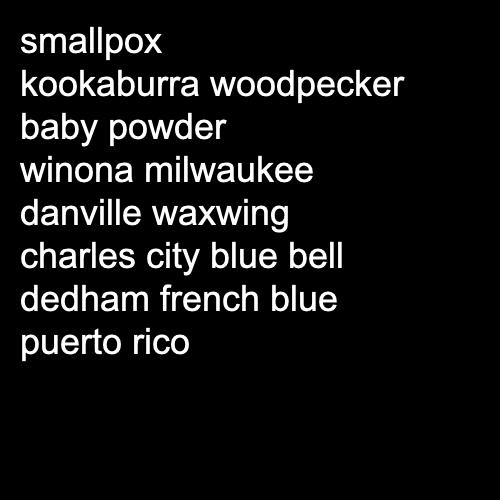 smallpox
kookaburra woodpecker
baby powder
winona milwaukee
danville waxwing
charles city blue bell
dedham french blue
puerto rico